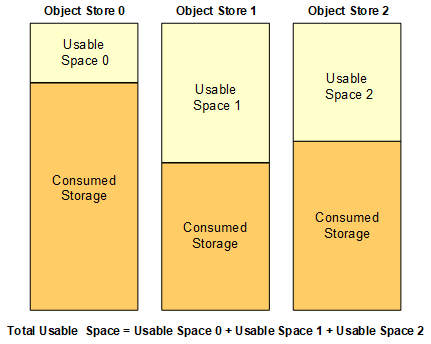 Object Store 0
Object Store 1
Object Store 2
Usable
Space 0
Usable
Space 1
Usable
Space 2
Consumed
Storage
Consumed
Storage
Consumed
Storage
Total Usable Space = Usable Space 0 + Usable Space 1 + Usable Space 2